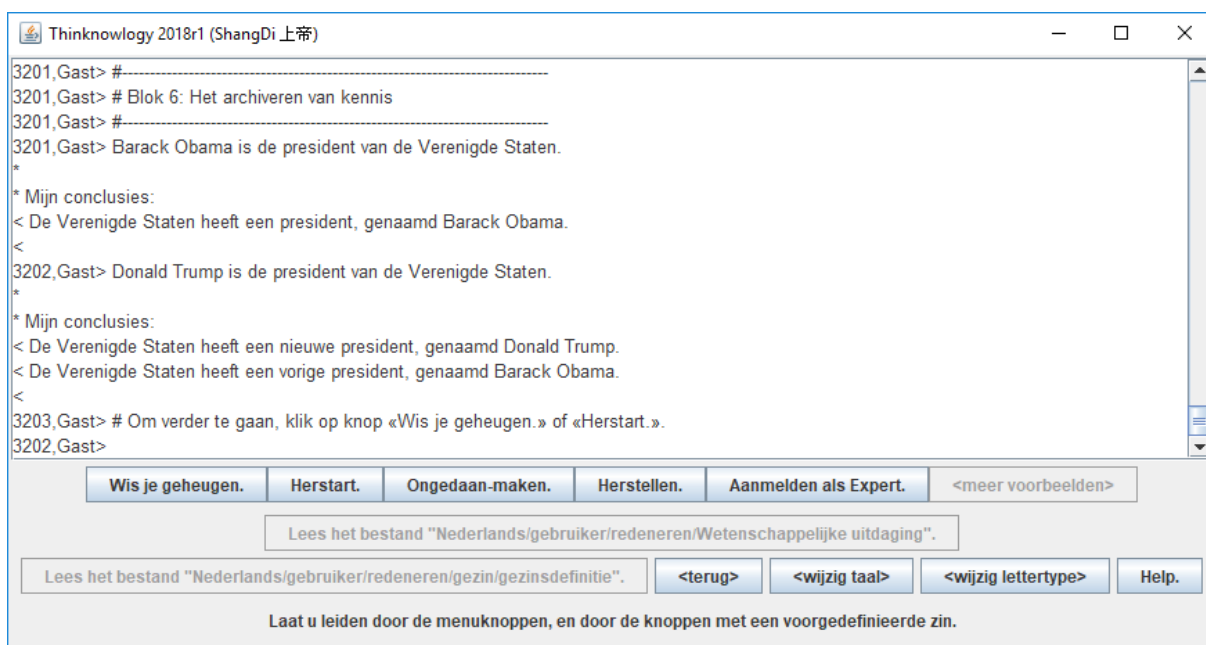 Thinknowlogy 2018r1 (ShangDi 上帝)
3201,Gast> #------------------------------------------------------------------------------
3201,Gast> # Blok 6: Het archiveren van kennis
3201,Gast> #------------------------------------------------------------------------------
3201,Gast> Barack Obama is de president van de Verenigde Staten.
*
* Mijn conclusies:
< De Verenigde Staten heeft een president, genaamd Barack Obama.
<
3202,Gast> Donald Trump is de president van de Verenigde Staten.
*
* Mijn conclusies:
< De Verenigde Staten heeft een nieuwe president, genaamd Donald Trump.
< De Verenigde Staten heeft een vorige president, genaamd Barack Obama.
<
3203,Gast> # Om verder te gaan, klik op knop «Wis je geheugen.» of «Herstart.».
3202,Gast>
Wis je geheugen. Herstart. Ongedaan-maken. Herstellen. Aanmelden als Expert. <meer voorbeelden>
Lees het bestand "Nederlands/gebruiker/redeneren/Wetenschappelijke uitdaging".
Lees het bestand "Nederlands/gebruiker/redeneren/gezin/gezinsdefinitie". <terug> <wijzig taal> <wijzig lettertype> Help.
Laat u leiden door de menuknoppen, en door de knoppen met een voorgedefinieerde zin.